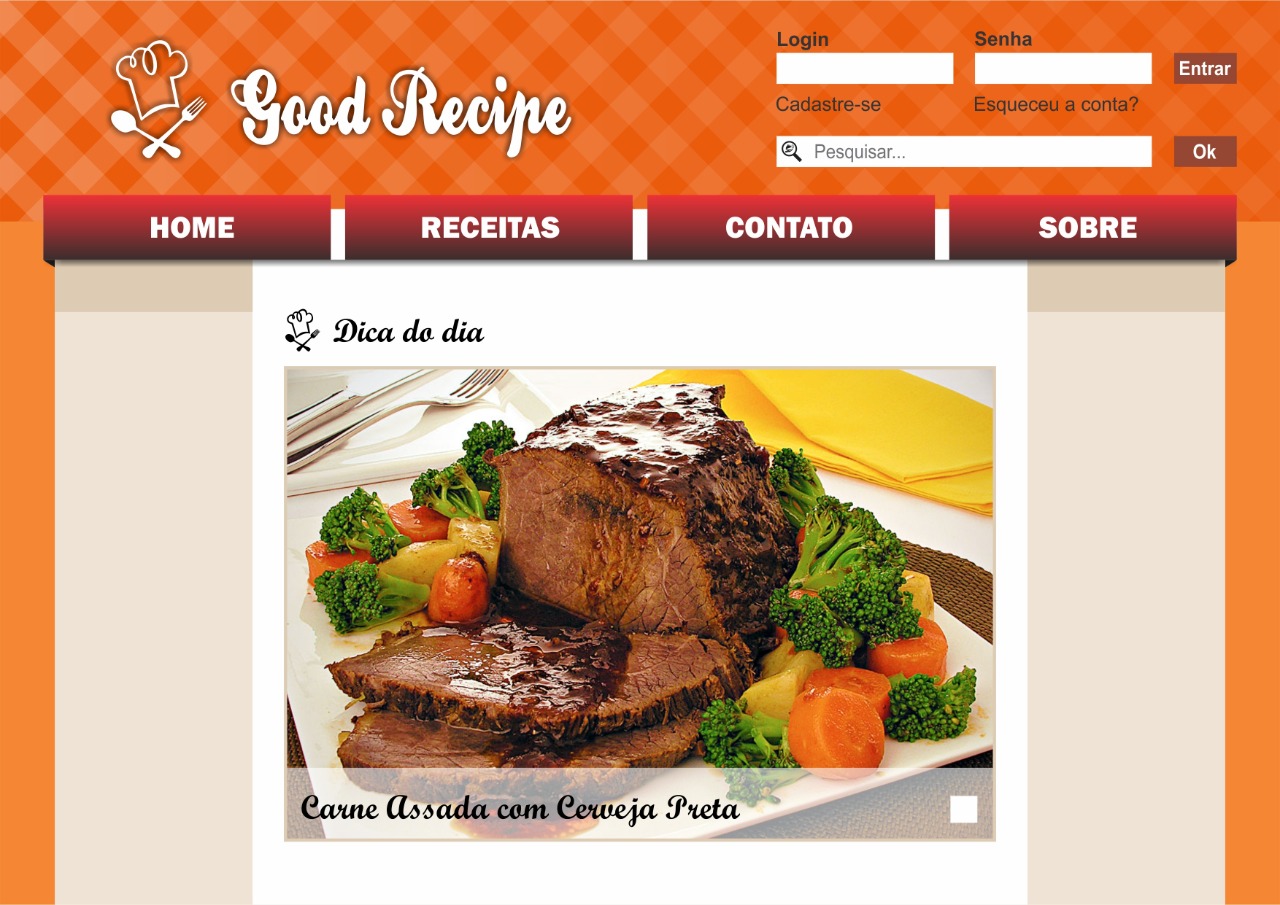 Good Recipe
Login
Senha
Entrar
Cadastre-se
Esqueceu a conta?
Pesquisar...
Ok
HOME
RECEITAS
CONTATO
SOBRE
Dica do dia
Carne Assada com Cerveja Preta